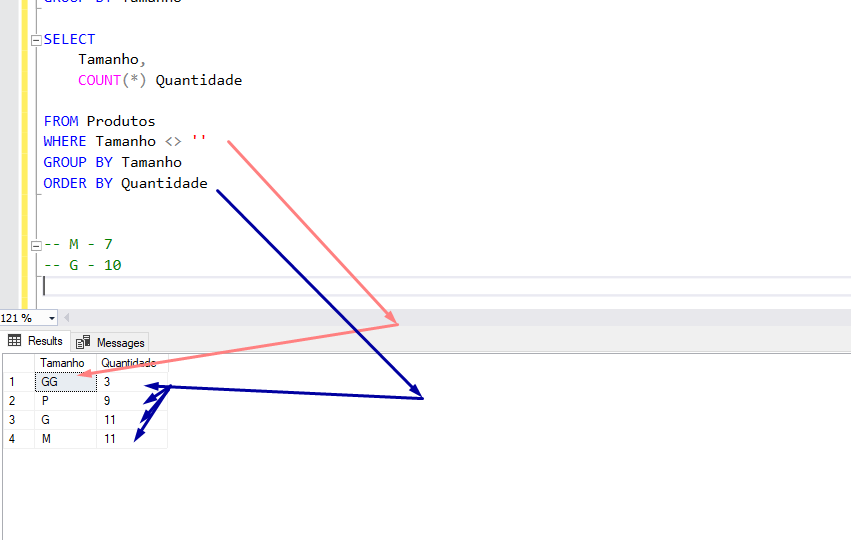 GROUP BY Tamanho
SELECT
Tamanho,
COUNT(*) Quantidade
FROM Produtos
WHERE Tamanho <> ''
GROUP BY Tamanho
ORDER BY Quantidade
-- M - 7
-- G - 10
121 %
Results Messages
Tamanho Quantidade
1 GG 3
2 P 9
3 G 11
4 M 11